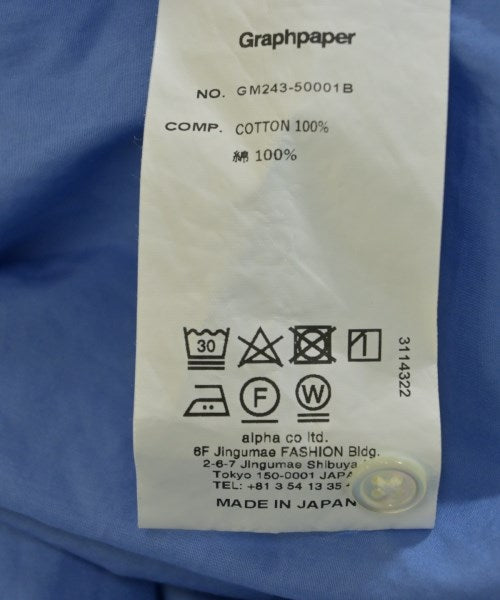 Graphpaper
NO. GM243-50001B
COMP. COTTON 100%
綿 100%
30
3114322
F W
alpha co ltd.
6F Jingumae FASHION Bldg.
2-6-7 Jingumae Shibuya
Tokyo 150-0001
TEL: +81 3 54 13 35
MADE IN JAPAN